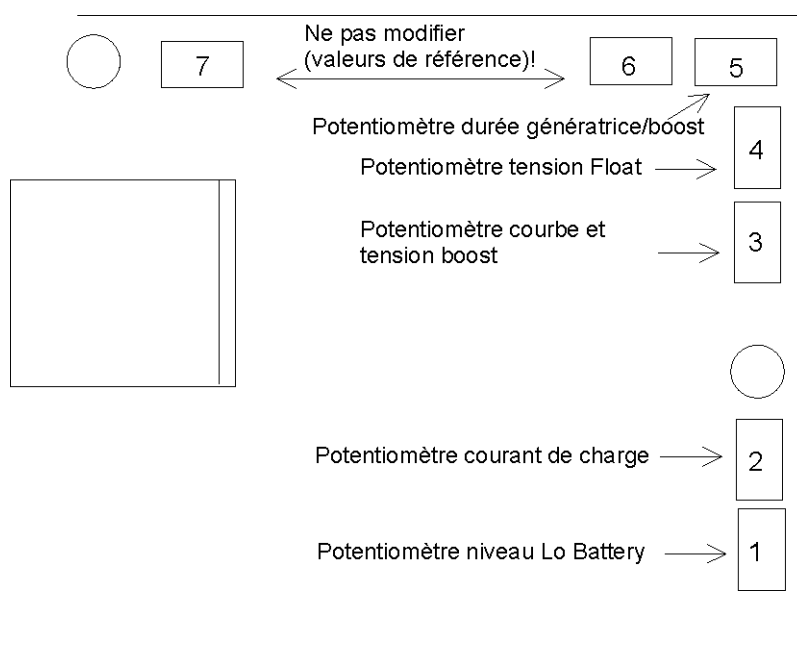 Ne pas modifier
(valeurs de référence)!
7
6
5
Potentiomètre durée génératrice/boost
4
Potentiomètre tension Float
Potentiomètre courbe et
tension boost
3
Potentiomètre courant de charge
2
Potentiomètre niveau Lo Battery
1